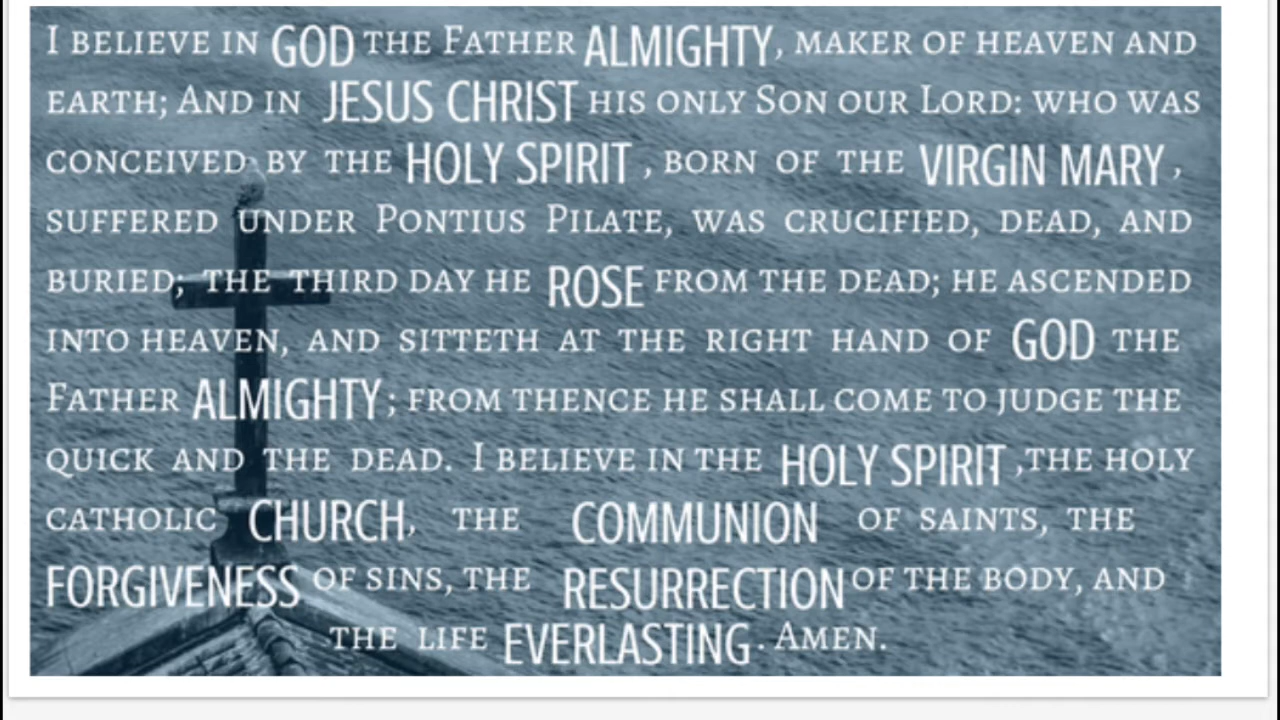 I BELIEVE IN GOD THE FATHER ALMIGHTY, MAKER OF HEAVEN AND
EARTH; AND IN JESUS CHRIST HIS ONLY SON OUR LORD: WHO WAS
CONCEIVED BY THE HOLY SPIRIT , BORN OF THE VIRGIN MARY ,
SUFFERED UNDER PONTIUS PILATE, WAS CRUCIFIED, DEAD, AND
BURIED; THE THIRD DAY HE ROSE FROM THE DEAD; HE ASCENDED
INTO HEAVEN, AND SITTETH AT THE RIGHT HAND OF GOD THE
FATHER ALMIGHTY ; FROM THENCE HE SHALL COME TO JUDGE THE
QUICK AND THE DEAD. I BELIEVE IN THE HOLY SPIRIT ,THE HOLY
CATHOLIC CHURCH, THE COMMUNION OF SAINTS, THE
FORGIVENESS OF SINS, THE RESURRECTION OF THE BODY, AND
THE LIFE EVERLASTING . AMEN.